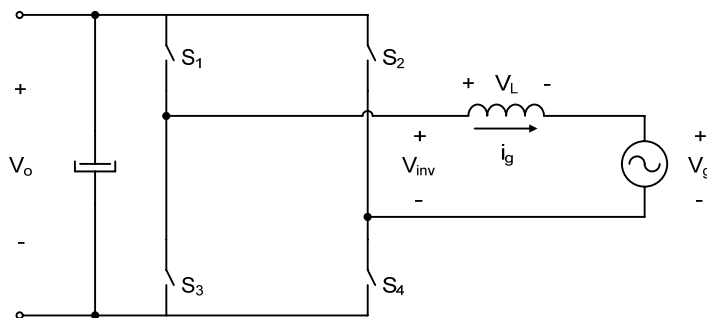 S1 S2
+ VL -
+ + +
Vo Vinv ig Vg
- - -
S3 S4